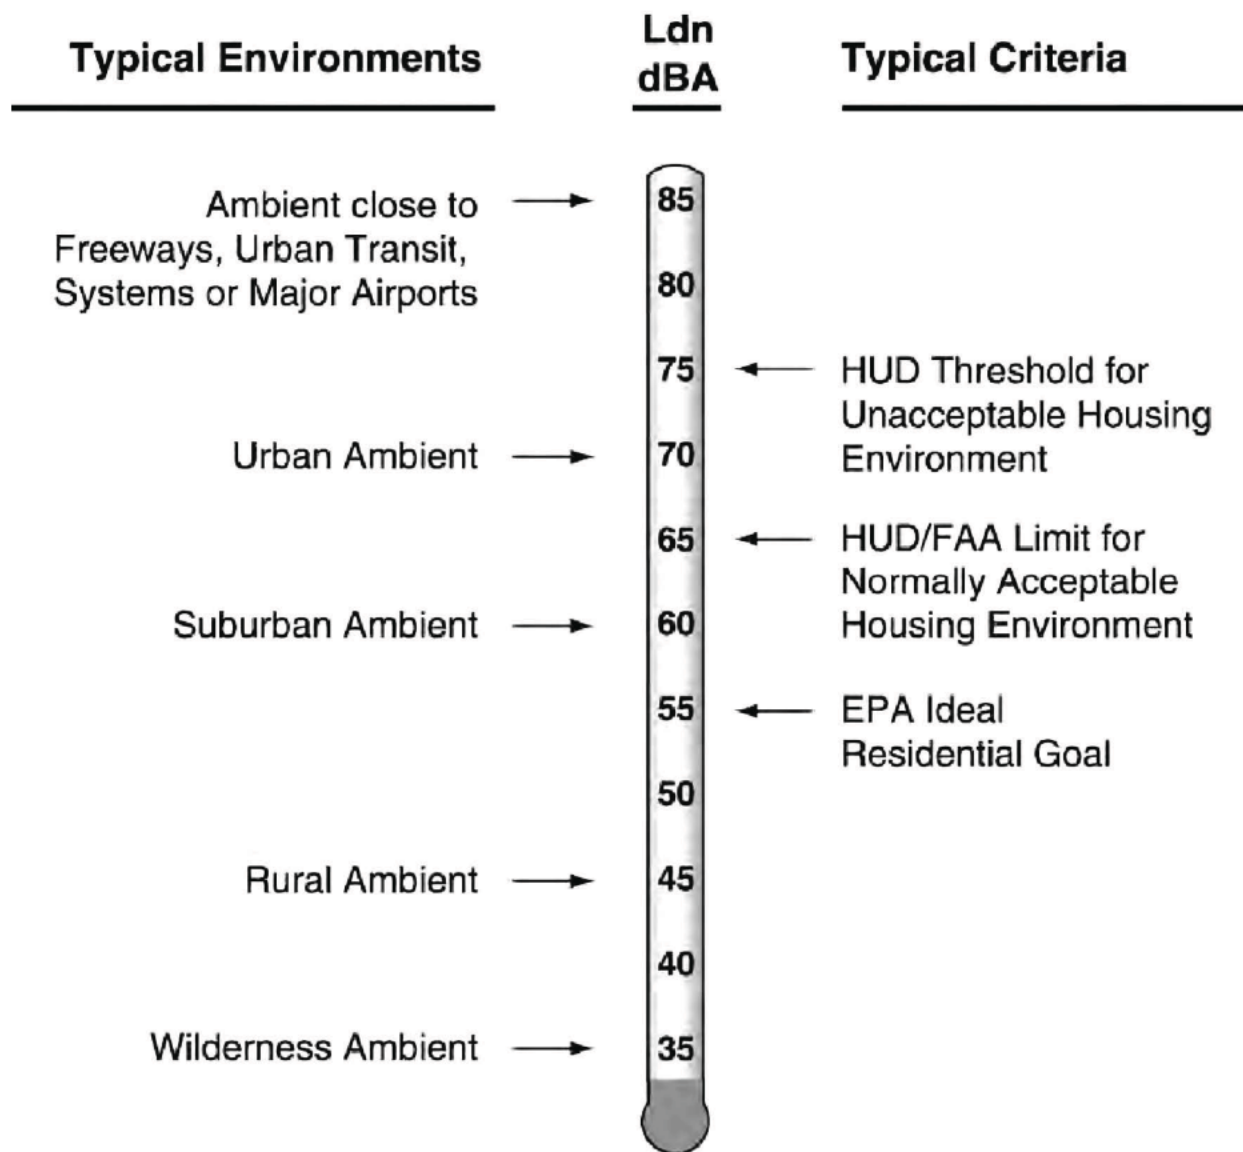 Typical Environments
Ldn
dBA
Typical Criteria
Ambient close to
Freeways, Urban Transit,
Systems or Major Airports
85
80
75
HUD Threshold for
Unacceptable Housing
Environment
Urban Ambient
70
65
HUD/FAA Limit for
Normally Acceptable
Housing Environment
Suburban Ambient
60
55
EPA Ideal
Residential Goal
50
Rural Ambient
45
40
Wilderness Ambient
35